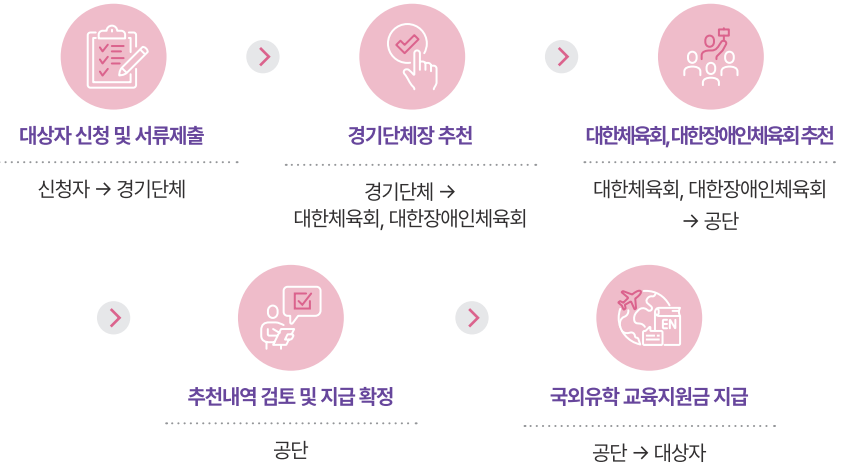 대상자 신청 및 서류제출
신청자 → 경기단체
경기단체장 추천
경기단체 →
대한체육회, 대한장애인체육회
대한체육회, 대한장애인체육회 추천
대한체육회, 대한장애인체육회
→ 공단
추천내역 검토 및 지급 확정
공단
EN
국외유학 교육지원금 지급
공단 → 대상자